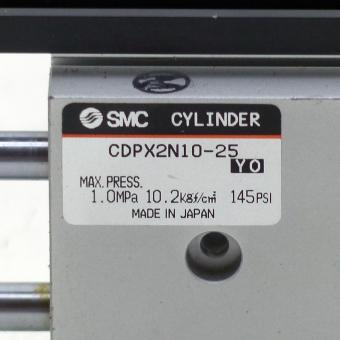 SMC CYLINDER
CDPX2N10-25
YO
MAX.PRESS.
1.0MPa 10.2kgf/cm² 145PSI
MADE IN JAPAN